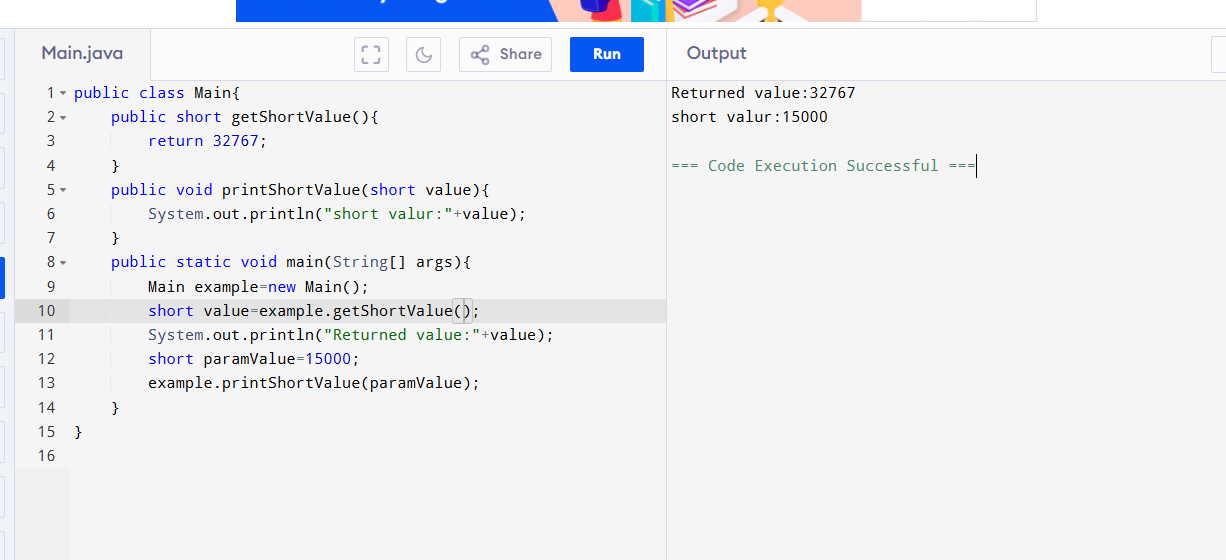 Main.java
Share
Run
Output
1 public class Main{
2 public short getShortValue(){
3 return 32767;
4 }
5 public void printShortValue(short value){
6 System.out.println("short valur:"+value);
7 }
8 public static void main(String[] args){
9 Main example=new Main();
10 short value=example.getShortValue();
11 System.out.println("Returned value:"+value);
12 short paramValue=15000;
13 example.printShortValue(paramValue);
14 }
15 }
16
Returned value:32767
short valur:15000
=== Code Execution Successful ===